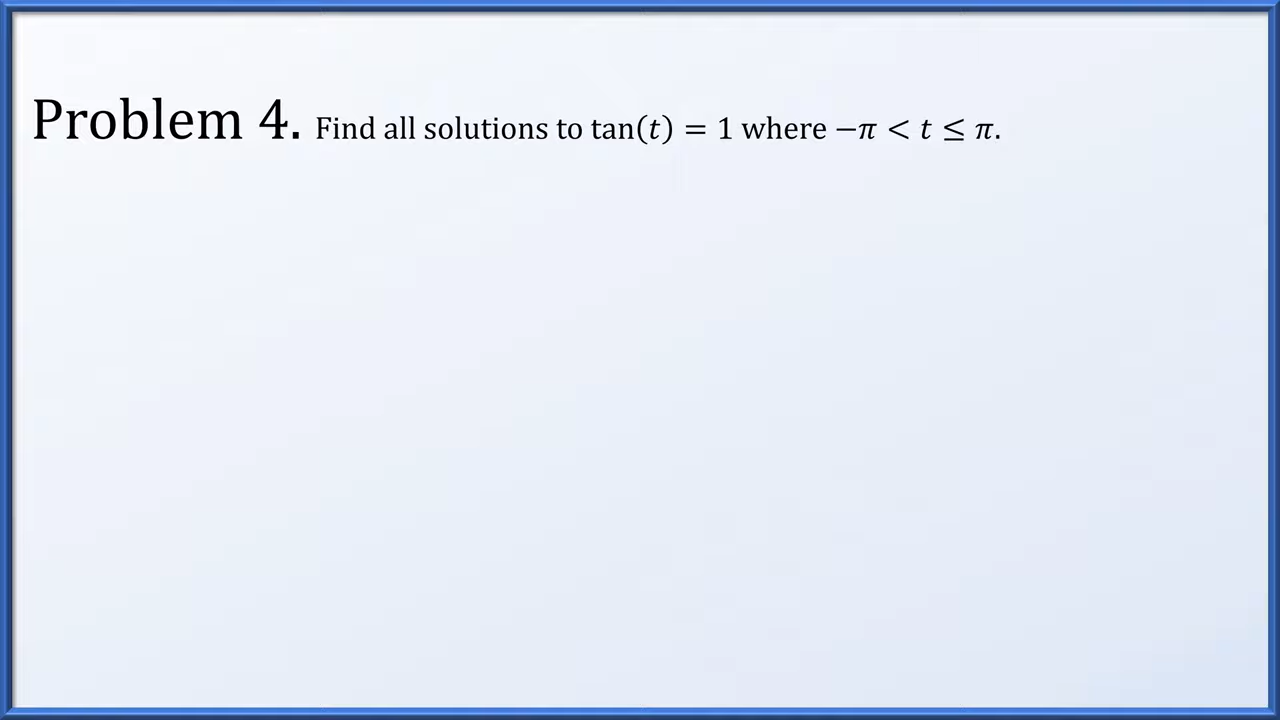 Problem 4. Find all solutions to tan(𝑡) = 1 where −𝜋 < 𝑡 ≤ 𝜋.